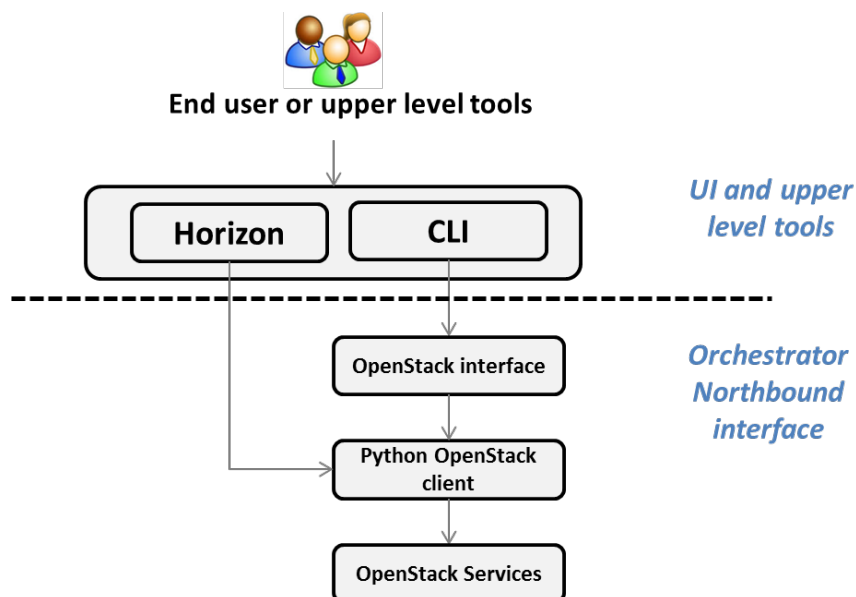 End user or upper level tools
UI and upper
level tools
Horizon
CLI
OpenStack interface
Orchestrator
Northbound
interface
Python OpenStack
client
OpenStack Services